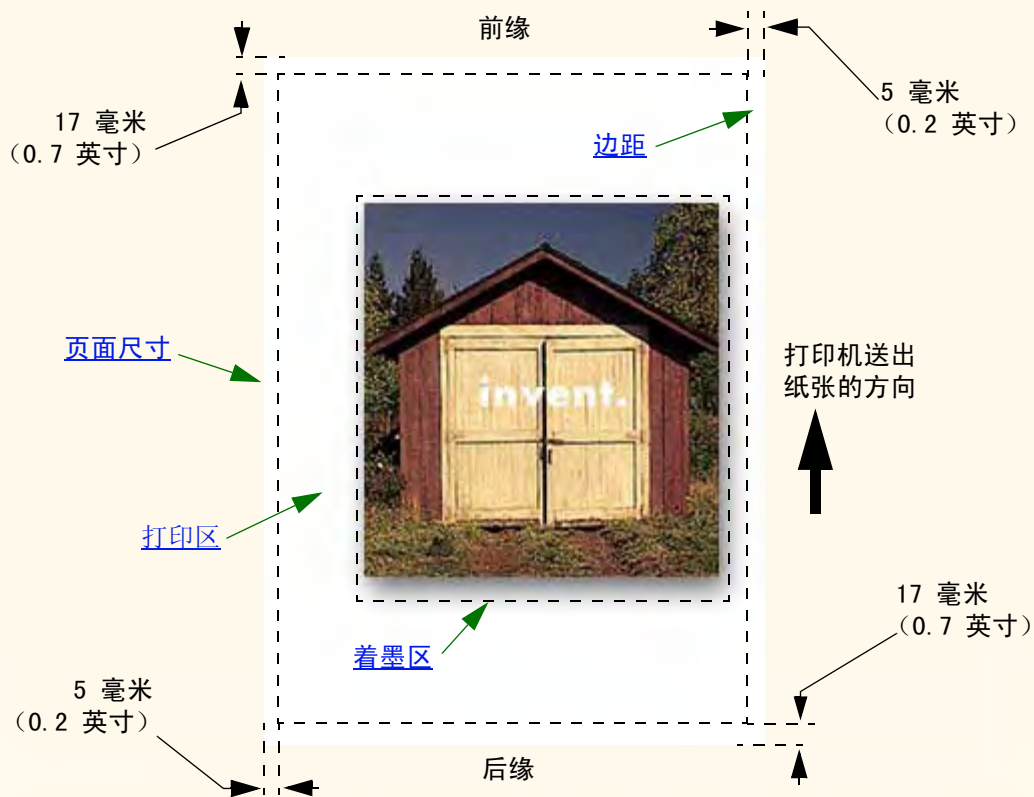 前缘
5 毫米
(0.2 英寸)
17 毫米
(0.7 英寸)
边距
页面尺寸
打印机送出
纸张的方向
invent.
打印区
17 毫米
(0.7 英寸)
着墨区
5 毫米
(0.2 英寸)
后缘